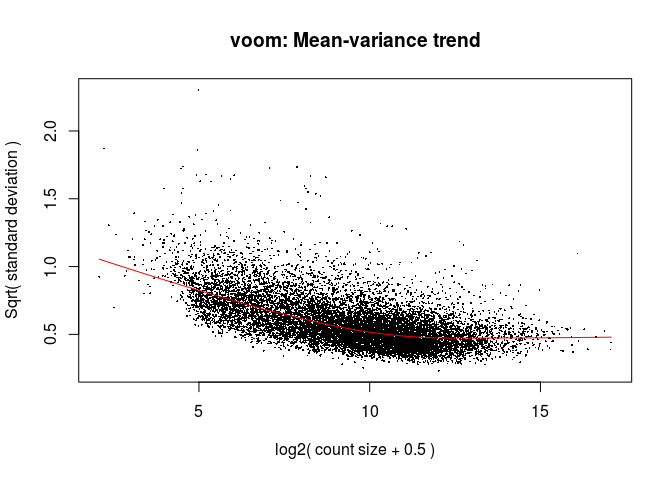 voom: Mean-variance trend
Sqrt( standard deviation )
2.0
1.5
1.0
0.5
5
10
15
log2( count size + 0.5 )